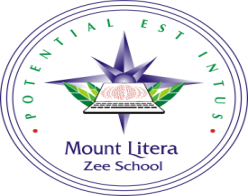 POTENTIAL EST INTUS
Mount Litera
Zee School